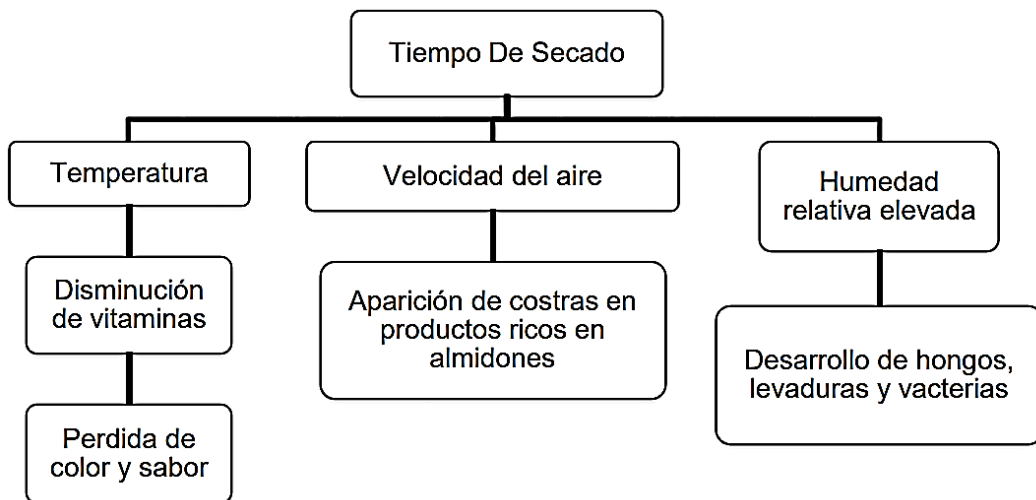 Tiempo De Secado
Temperatura
Velocidad del aire
Humedad
relativa elevada
Disminución
de vitaminas
Aparición de costras en
productos ricos en
almidones
Desarrollo de hongos,
levaduras y vacterias
Perdida de
color y sabor